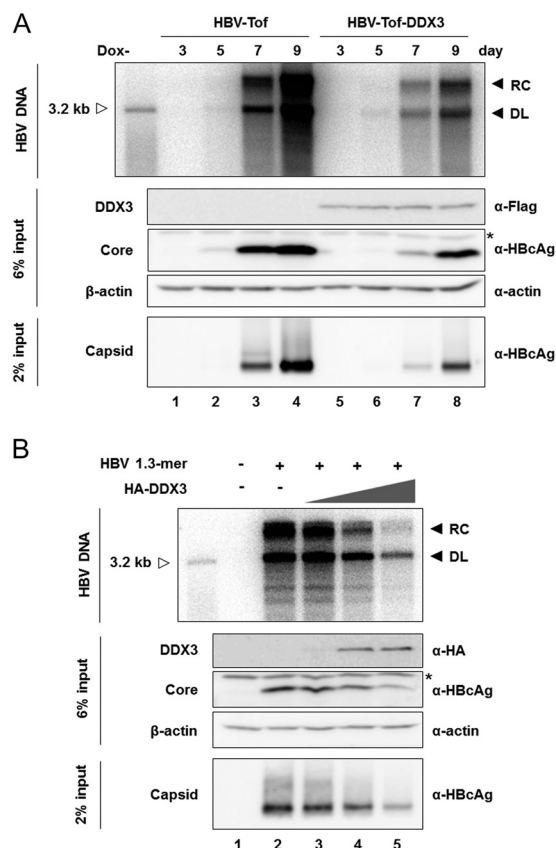 A
HBV-Tof HBV-Tof-DDX3
Dox- 3 5 7 9 3 5 7 9 day
HBV DNA
3.2 kb ▷
◀ RC
◀ DL
6% input
DDX3 α-Flag
*
Core α-HBcAg
β-actin α-actin
2% input
Capsid α-HBcAg
1 2 3 4 5 6 7 8
B
HBV 1.3-mer - + + + +
HA-DDX3 - -
HBV DNA
◀ RC
3.2 kb ▷ ◀ DL
6% input
DDX3 α-HA
*
Core α-HBcAg
β-actin α-actin
2% input
Capsid α-HBcAg
1 2 3 4 5